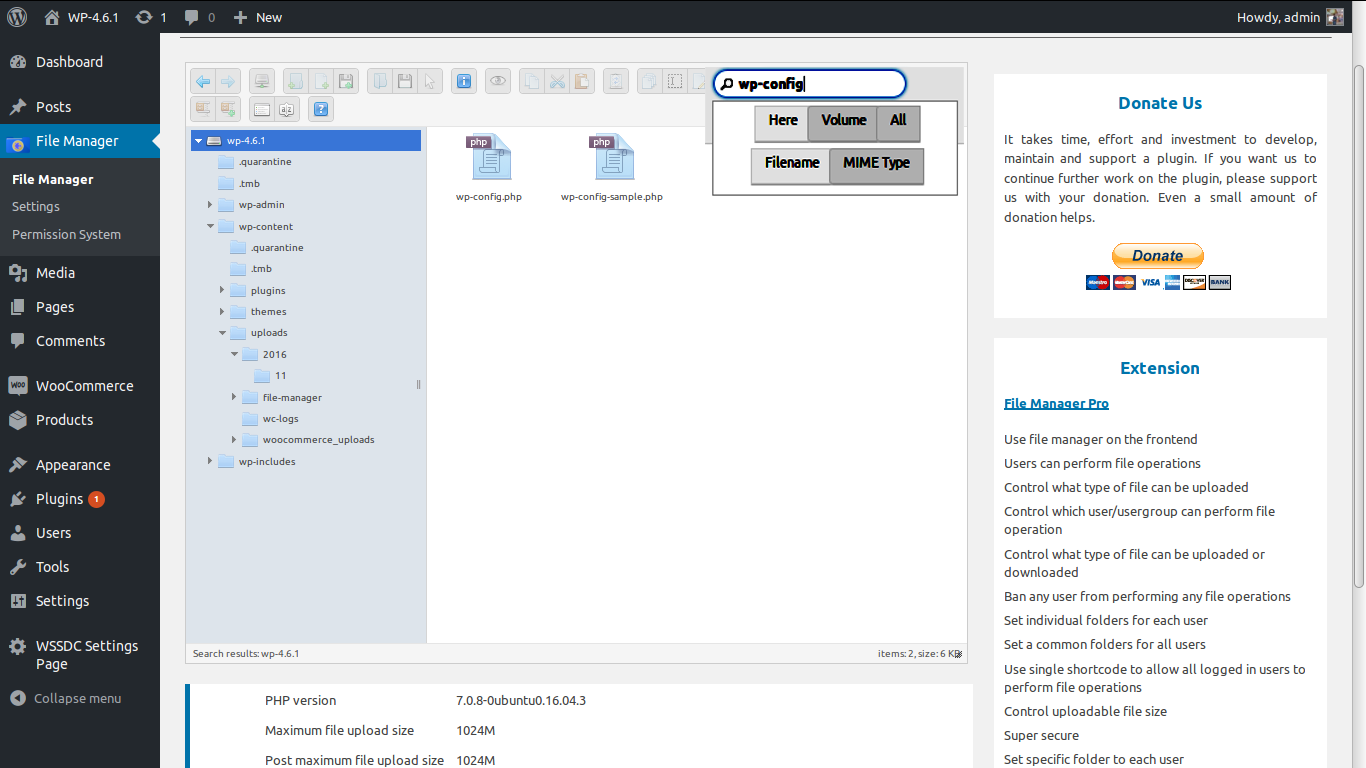 WP-4.6.1
1
0
New
Howdy, admin
Dashboard
Posts
File Manager
File Manager
Settings
Permission System
Media
Pages
Comments
WOO
WooCommerce
Products
Appearance
Plugins 1
Users
Tools
Settings
WSSDC Settings
Page
Collapse menu
wp-config
Here Volume All
Filename MIME Type
wp-4.6.1
.quarantine
.tmb
wp-admin
wp-content
.quarantine
.tmb
plugins
themes
uploads
2016
11
file-manager
wc-logs
woocommerce_uploads
wp-includes
php
wp-config.php
php
wp-config-sample.php
Search results: wp-4.6.1
items: 2, size: 6 KB
PHP version 7.0.8-0ubuntu0.16.04.3
Maximum file upload size 1024M
Post maximum file upload size 1024M
Donate Us
It takes time, effort and investment to develop,
maintain and support a plugin. If you want us to
continue further work on the plugin, please support
us with your donation. Even a small amount of
donation helps.
Donate
Maestro MasterCard VISA DISCOVER BANK
Extension
File Manager Pro
Use file manager on the frontend
Users can perform file operations
Control what type of file can be uploaded
Control which user/usergroup can perform file
operation
Control what type of file can be uploaded or
downloaded
Ban any user from performing any file operations
Set individual folders for each user
Set a common folders for all users
Use single shortcode to allow all logged in users to
perform file operations
Control uploadable file size
Super secure
Set specific folder to each user